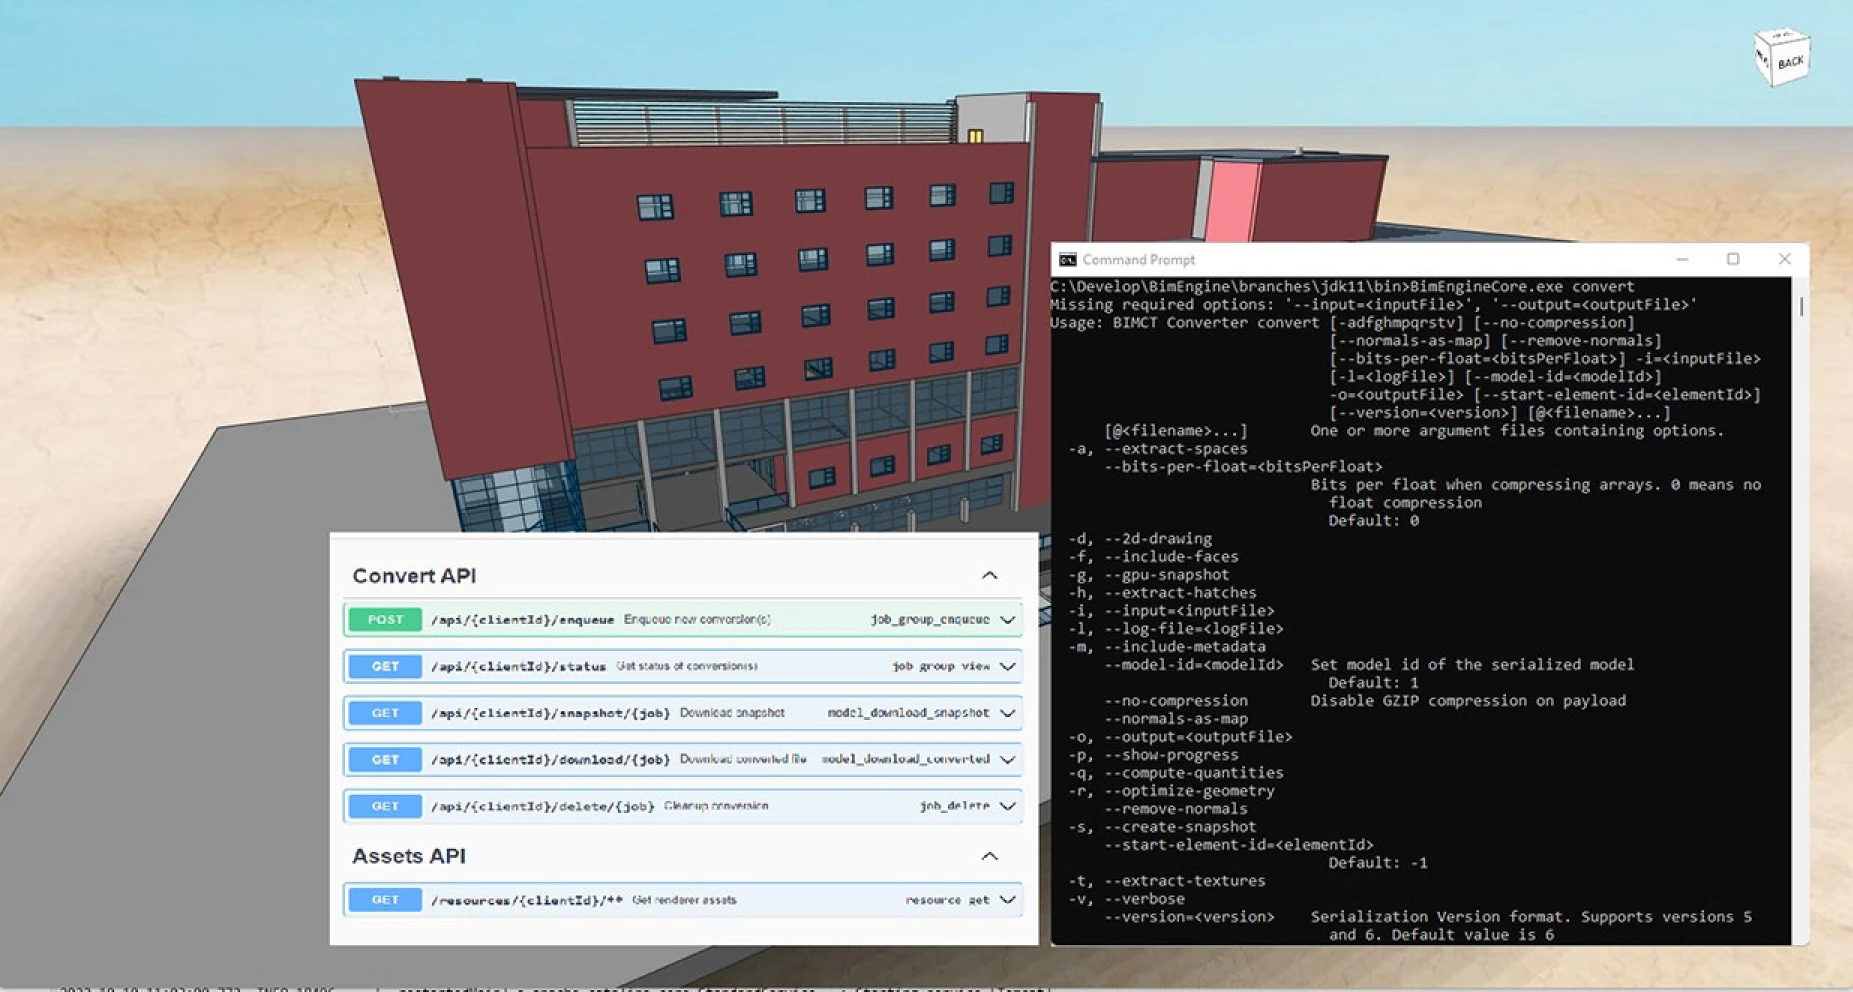 BACK
Command Prompt
C:\Develop\BimEngine\branches\jdk11\bin>BimEngineCore.exe convert
Missing required options: '--input=<inputFile>', '--output=<outputFile>'
Usage: BIMCT Converter convert [-adfghmpqrstv] [--no-compression]
[--normals-as-map] [--remove-normals]
[--bits-per-float=<bitsPerFloat>] -i=<inputFile>
[-l=<logFile>] [--model-id=<modelId>]
-o=<outputFile> [--start-element-id=<elementId>]
[--version=<version>] [@<filename>...]
[@<filename>...] One or more argument files containing options.
-a, --extract-spaces
--bits-per-float=<bitsPerFloat>
Bits per float when compressing arrays. 0 means no
float compression
Default: 0
-d, --2d-drawing
-f, --include-faces
-g, --gpu-snapshot
-h, --extract-hatches
-i, --input=<inputFile>
-l, --log-file=<logFile>
-m, --include-metadata
--model-id=<modelId> Set model id of the serialized model
Default: 1
--no-compression Disable GZIP compression on payload
--normals-as-map
-o, --output=<outputFile>
-p, --show-progress
-q, --compute-quantities
-r, --optimize-geometry
--remove-normals
-s, --create-snapshot
--start-element-id=<elementId>
Default: -1
-t, --extract-textures
-v, --verbose
--version=<version> Serialization Version format. Supports versions 5
and 6. Default value is 6
Convert API
POST /api/{clientId}/enqueue Enqueue new conversion(s) job_group_enqueue
GET /api/{clientId}/status Get status of conversion(s) job_group_view
GET /api/{clientId}/snapshot/{job} Download snapshot model_download_snapshot
GET /api/{clientId}/download/{job} Download converted file model_download_converted
GET /api/{clientId}/delete/{job} Cleanup conversion job_delete
Assets API
GET /resources/{clientId}/** Get renderer assets resource_get